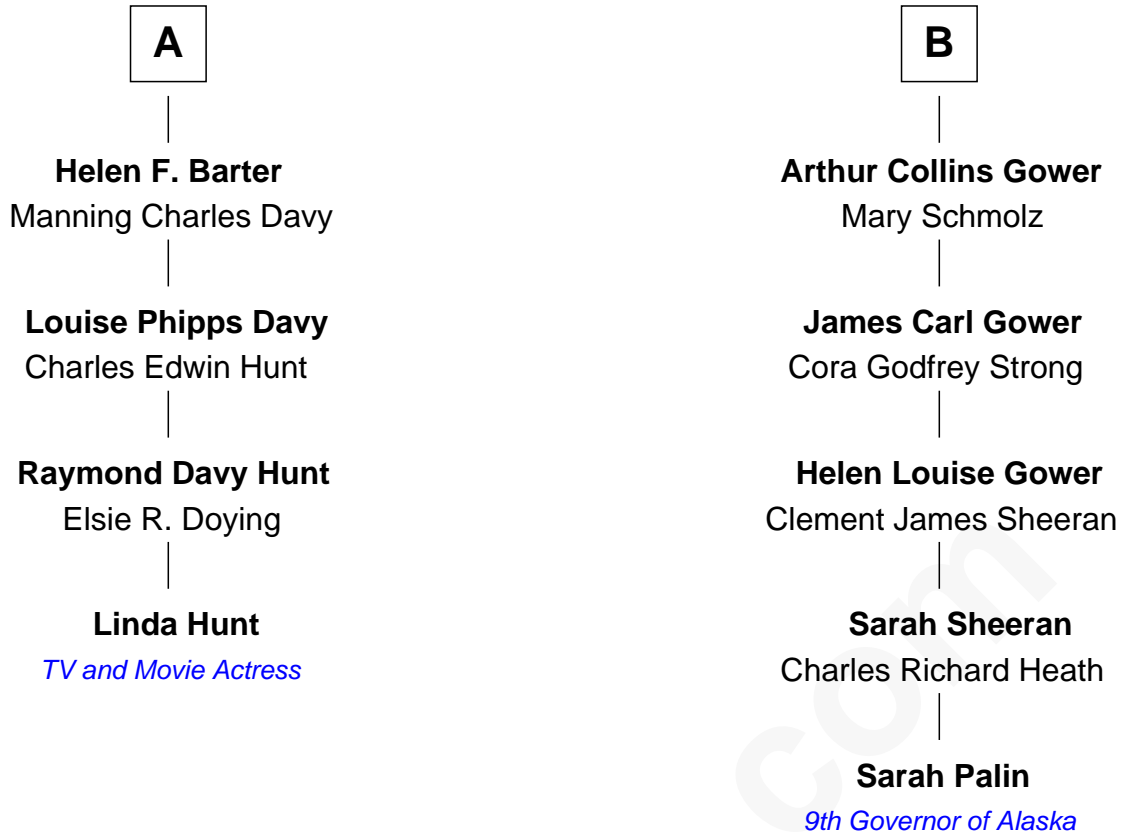 A
Helen F. Barter
Manning Charles Davy
Louise Phipps Davy
Charles Edwin Hunt
Raymond Davy Hunt
Elsie R. Doying
Linda Hunt
TV and Movie Actress
B
Arthur Collins Gower
Mary Schmolz
James Carl Gower
Cora Godfrey Strong
Helen Louise Gower
Clement James Sheeran
Sarah Sheeran
Charles Richard Heath
Sarah Palin
9th Governor of Alaska
com